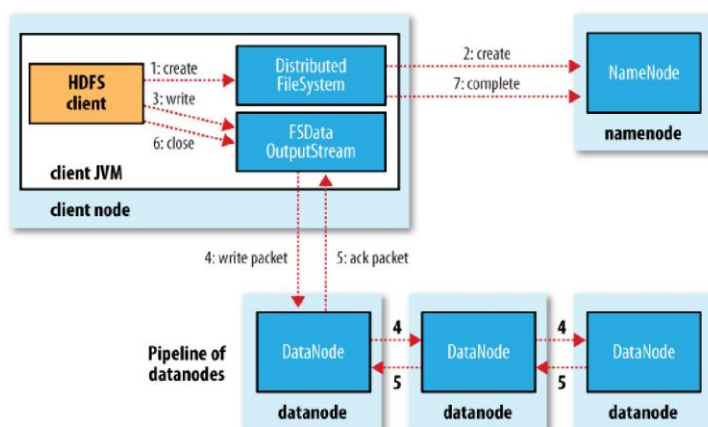 HDFS
client
1: create
3: write
6: close
Distributed
FileSystem
FSData
OutputStream
client JVM
client node
2: create
7: complete
NameNode
namenode
4: write packet
5: ack packet
Pipeline of
datanodes
DataNode
datanode
4
5
DataNode
datanode
4
5
DataNode
datanode